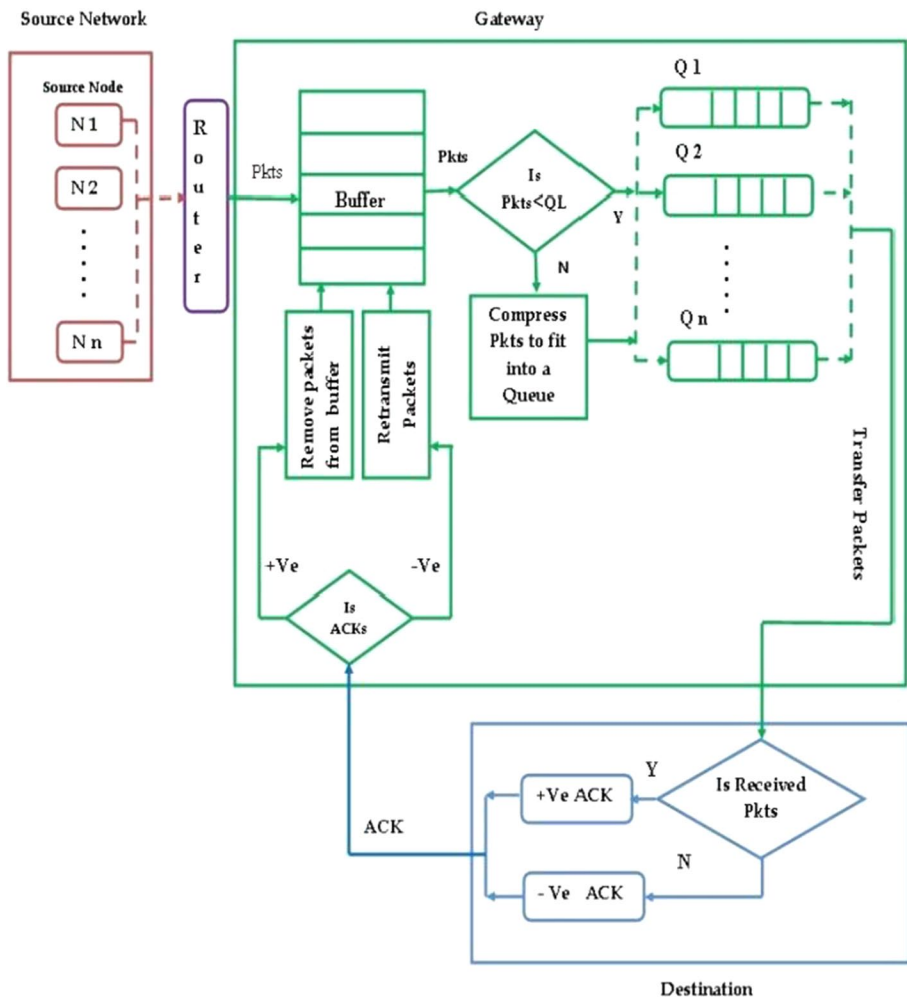 Source Network
Gateway
Source Node
N 1
N 2
N n
Router
Pkts
Buffer
Pkts
Is
Pkts<QL
Y
N
Compress
Pkts to fit
into a
Queue
Q 1
Q 2
Q n
Remove packets
from buffer
Retransmit
Packets
+Ve
-Ve
Is
ACKs
Transfer Packets
ACK
Is Received
Pkts
Y
+Ve ACK
N
- Ve ACK
Destination